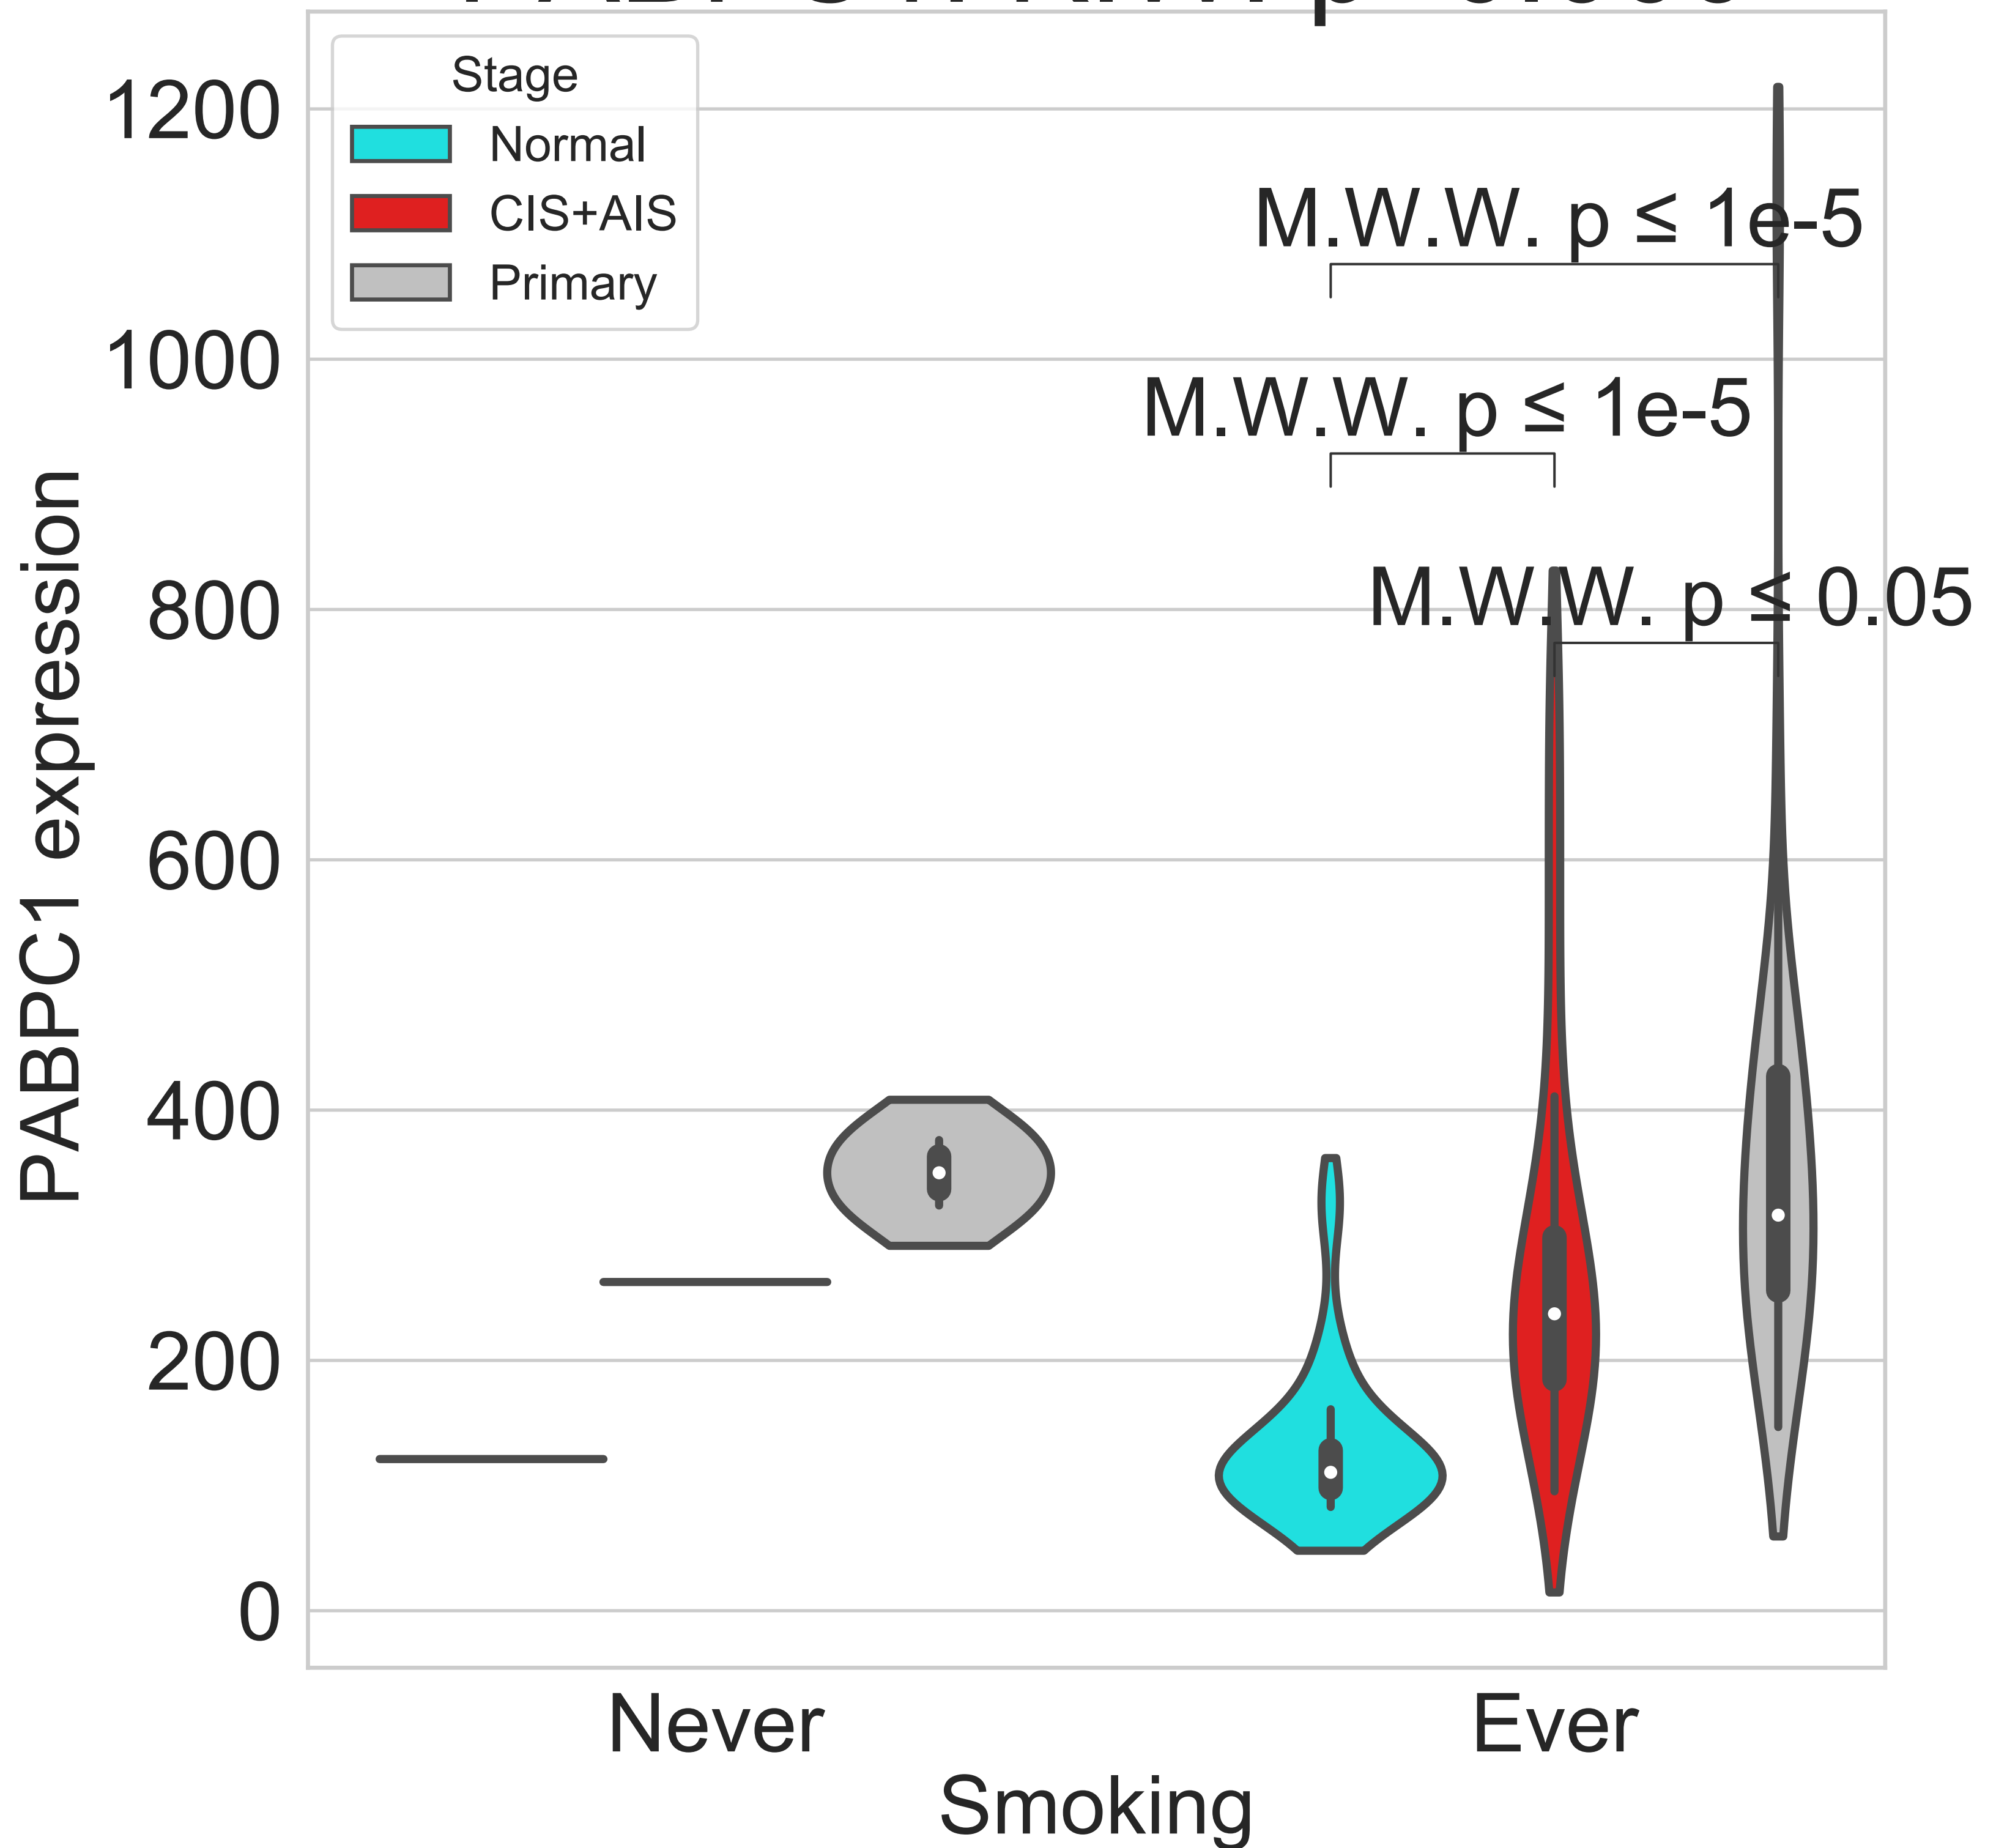 Stage
Normal
CIS+AIS
Primary
M.W.W. p ≤ 1e-5
M.W.W. p ≤ 1e-5
M.W.W. p ≤ 0.05
PABPC1 expression
1200
1000
800
600
400
200
0
Never
Ever
Smoking